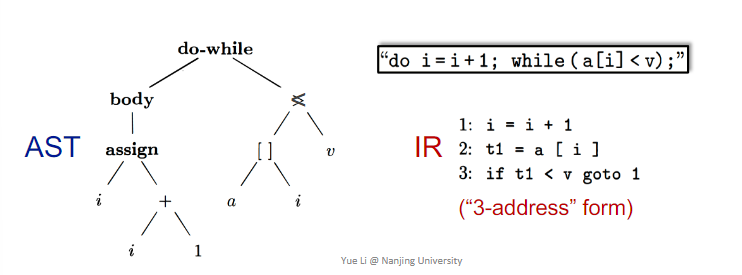 do-while
"do i=i+1; while(a[i]<v);"
body
AST
assign
[ ]
v
i
+
a
i
i
1
IR
1: i = i + 1
2: t1 = a [ i ]
3: if t1 < v goto 1
("3-address" form)
Yue Li @ Nanjing University